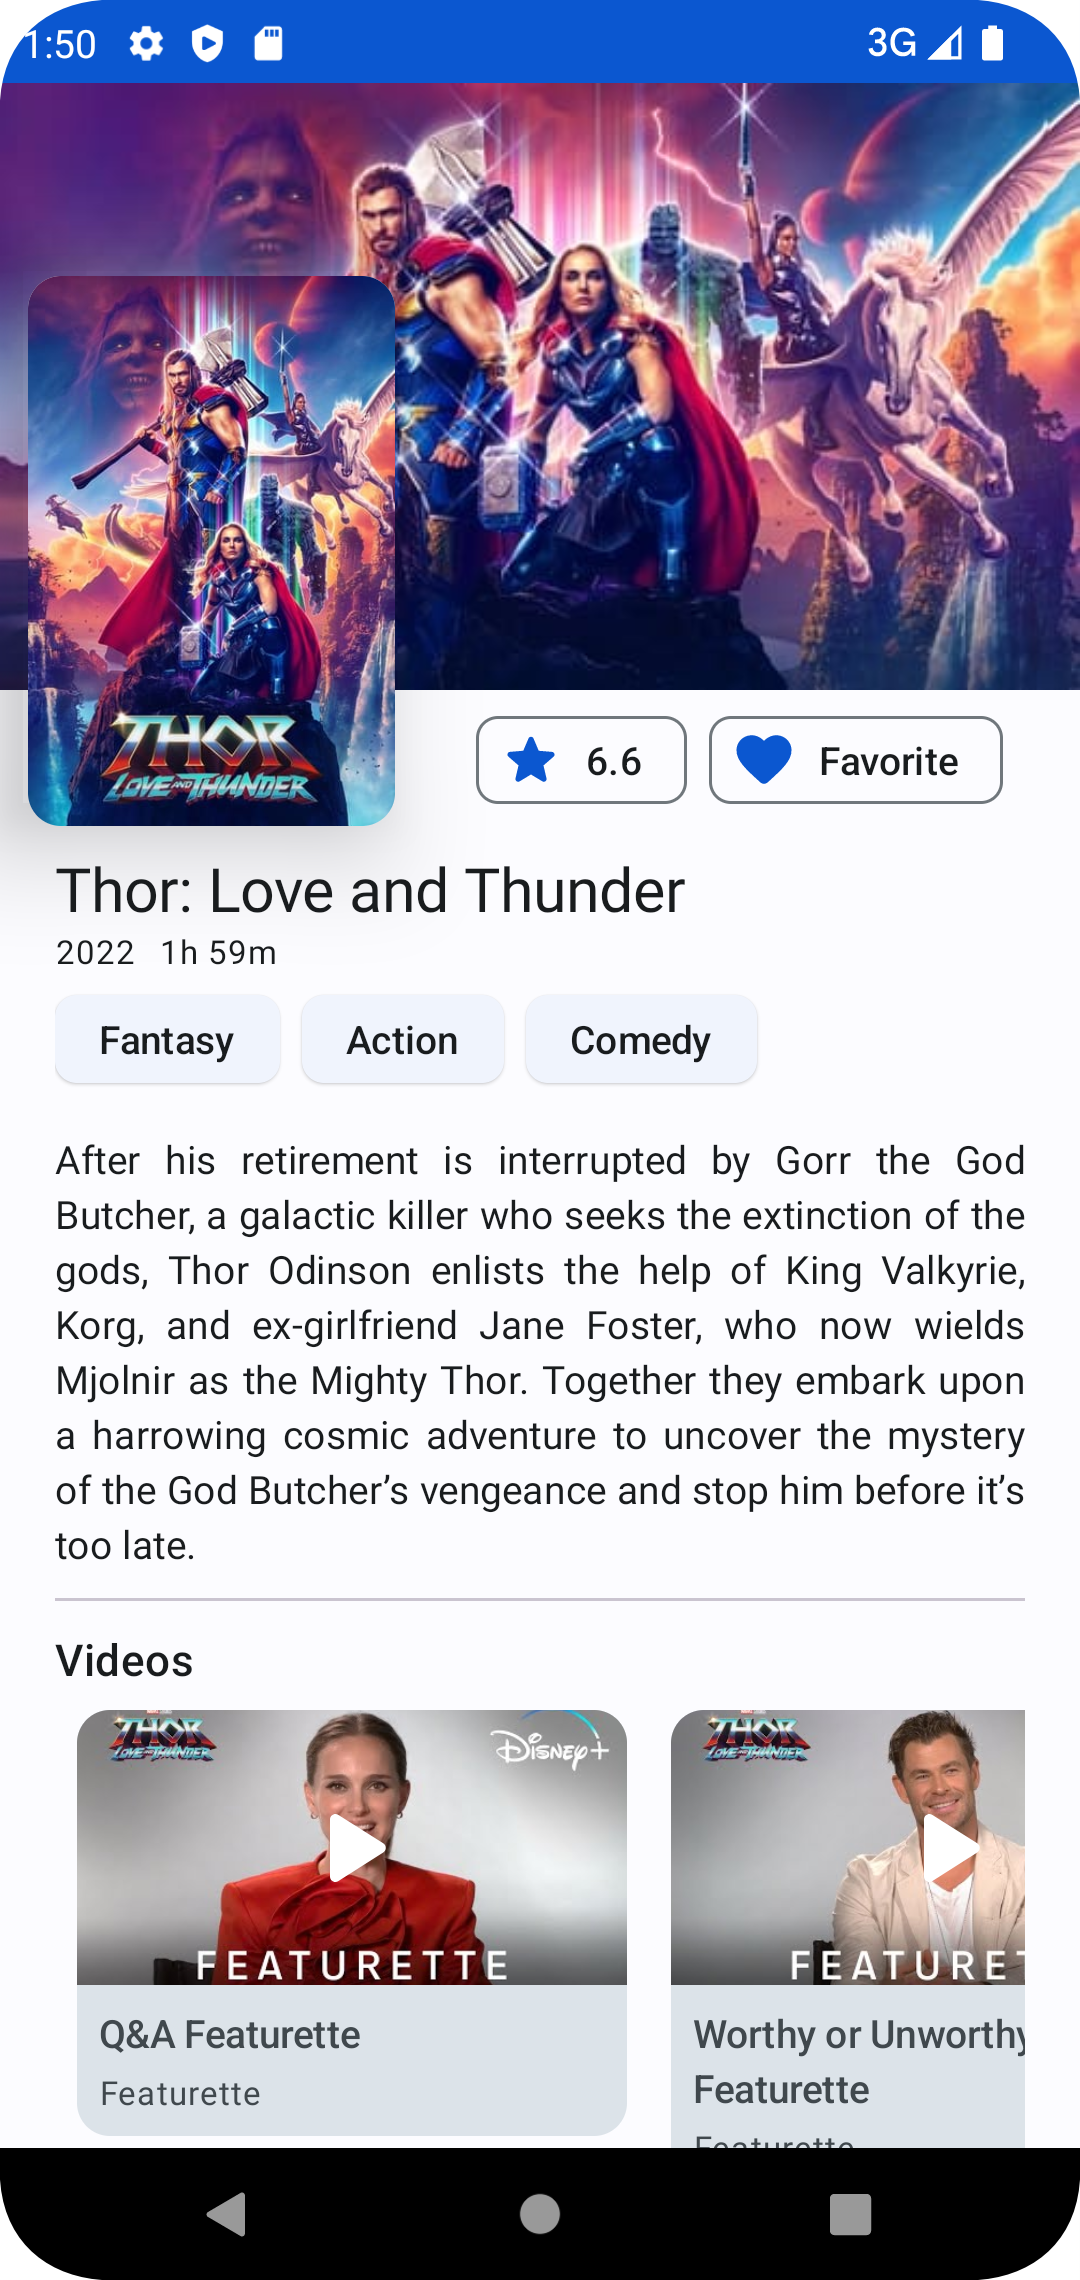 1:50
3G
THOR
LOVE AND THUNDER
6.6
Favorite
Thor: Love and Thunder
2022 1h 59m
Fantasy
Action
Comedy
After his retirement is interrupted by Gorr the God
Butcher, a galactic killer who seeks the extinction of the
gods, Thor Odinson enlists the help of King Valkyrie,
Korg, and ex-girlfriend Jane Foster, who now wields
Mjolnir as the Mighty Thor. Together they embark upon
a harrowing cosmic adventure to uncover the mystery
of the God Butcher’s vengeance and stop him before it’s
too late.
Videos
THOR
LOVE AND THUNDER
Disney+
FEATURETTE
Q&A Featurette
Featurette
THOR
LOVE AND THUNDER
FEATURET
Worthy or Unworthy
Featurette
Featurette